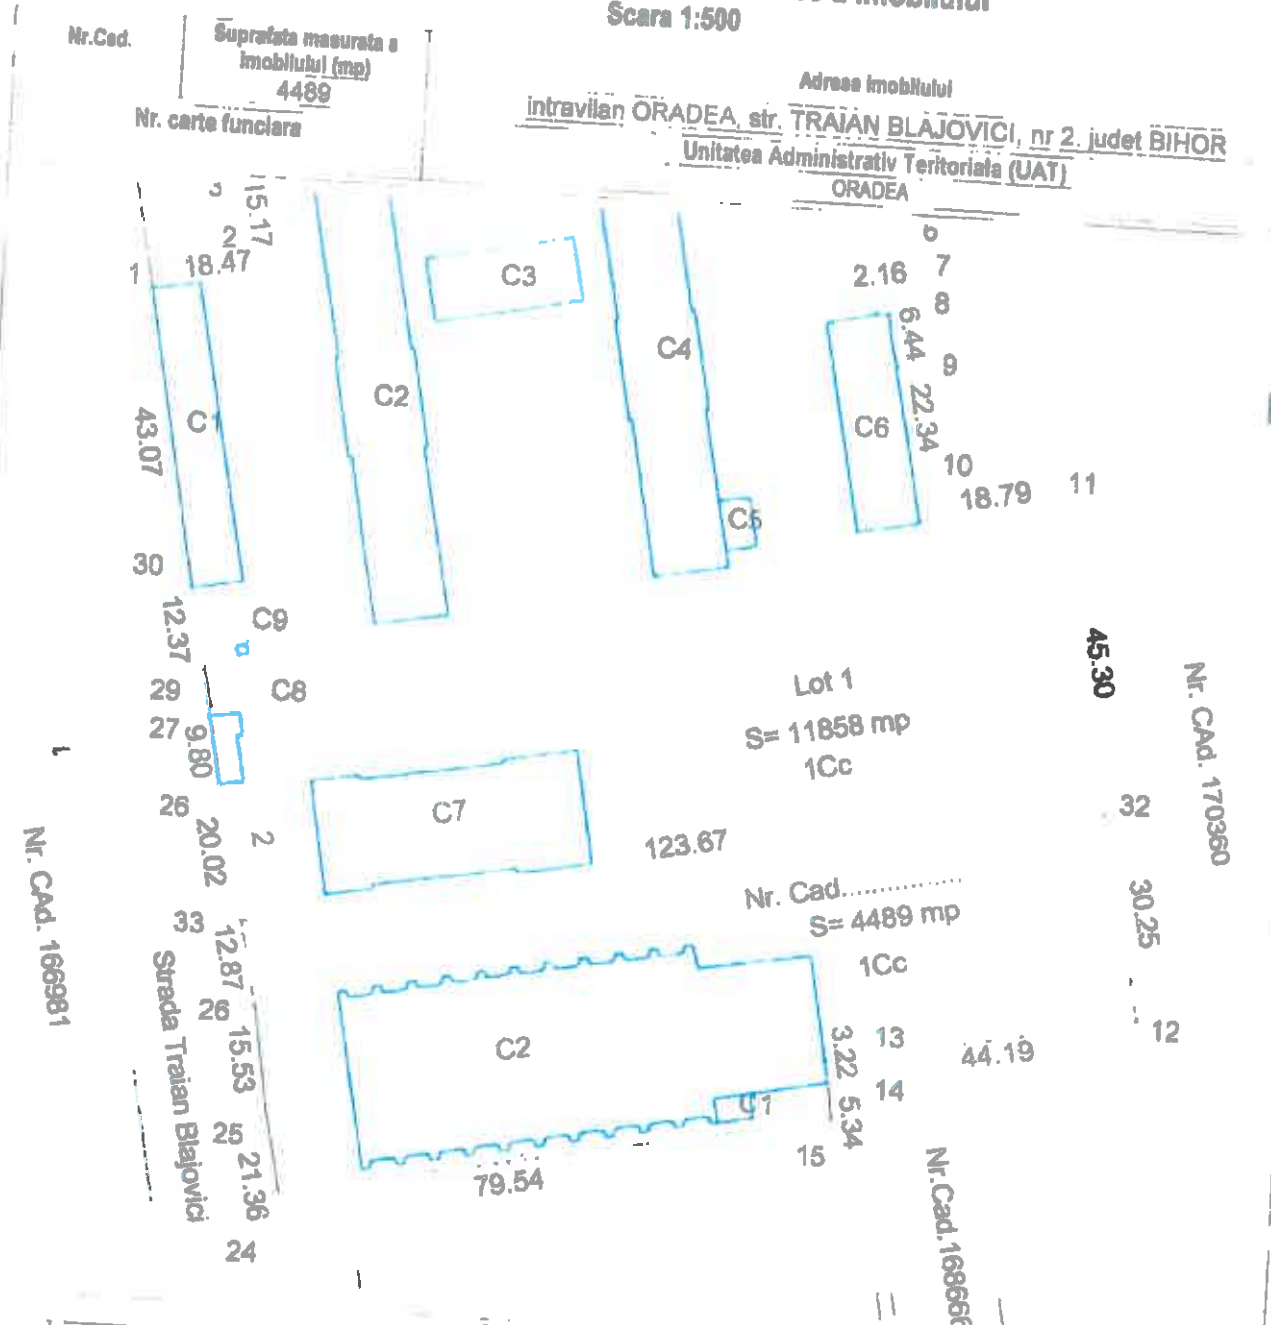 Scara 1:500
Nr.Cad.
Suprafata masurata a
imobilului (mp)
4489
Nr. carte funciara
Adresa imobilului
intravilan ORADEA, str. TRAIAN BLAJOVICI, nr 2, judet BIHOR
Unitatea Administrativ Teritoriala (UAT)
ORADEA
3
15.17
2
18.47
1
C3
2.16
7
8
6.44
9
C4
C2
C1
43.07
C6
22.34
10
18.79
11
C5
30
C9
12.37
29
C8
27
9.80
45.30
Lot 1
S= 11858 mp
1Cc
Nr. CAd. 170360
26
20.02
2
C7
123.67
32
Nr. CAd. 166981
Nr. Cad..............
S= 4489 mp
1Cc
30.25
33
12.87
Strada Traian Blajovici
26
15.53
C2
3.22
13
44.19
12
14
C1
5.34
25
21.36
79.54
15
24
Nr.Cad.168666